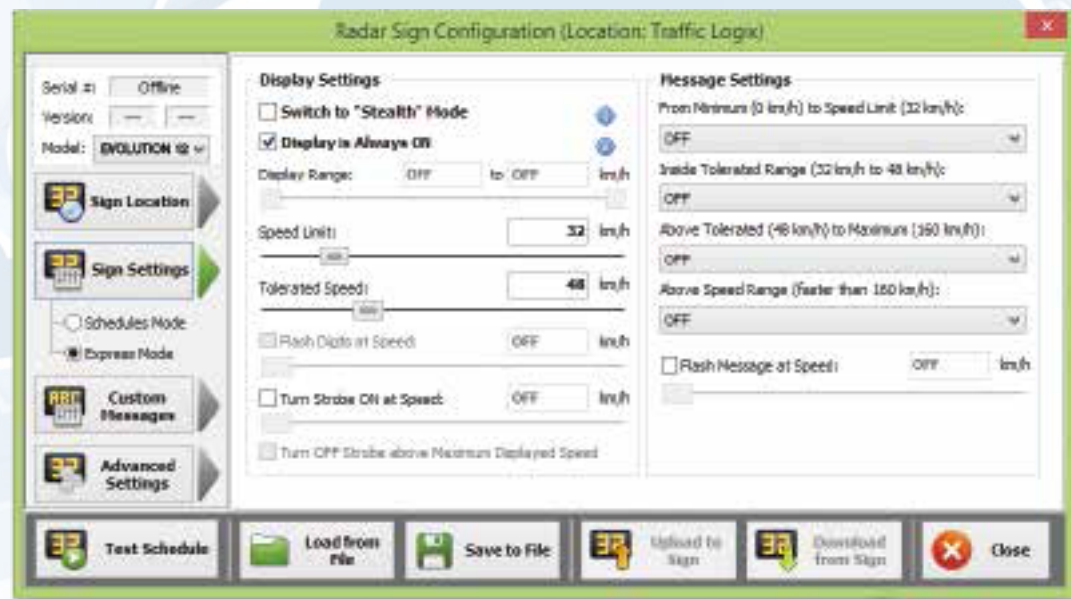 Radar Sign Configuration (Location: Traffic Logix)
Serial #: Offline
Version: --- ---
Model: EVOLUTION 12
Sign Location
Sign Settings
Schedules Mode
Express Mode
Custom Messages
Advanced Settings
Display Settings
Switch to "Stealth" Mode
Display is Always ON
Display Range: OFF to OFF km/h
Speed Limit: 32 km/h
Tolerated Speed: 48 km/h
Flash Digits at Speed: OFF km/h
Turn Strobe ON at Speed: OFF km/h
Turn OFF Strobe above Maximum Displayed Speed
Message Settings
From Minimum (0 km/h) to Speed Limit (32 km/h):
OFF
Inside Tolerated Range (32 km/h to 48 km/h):
OFF
Above Tolerated (48 km/h) to Maximum (160 km/h):
OFF
Above Speed Range (faster than 160 km/h):
OFF
Flash Message at Speed: OFF km/h
Test Schedule
Load from File
Save to File
Upload to Sign
Download from Sign
Close